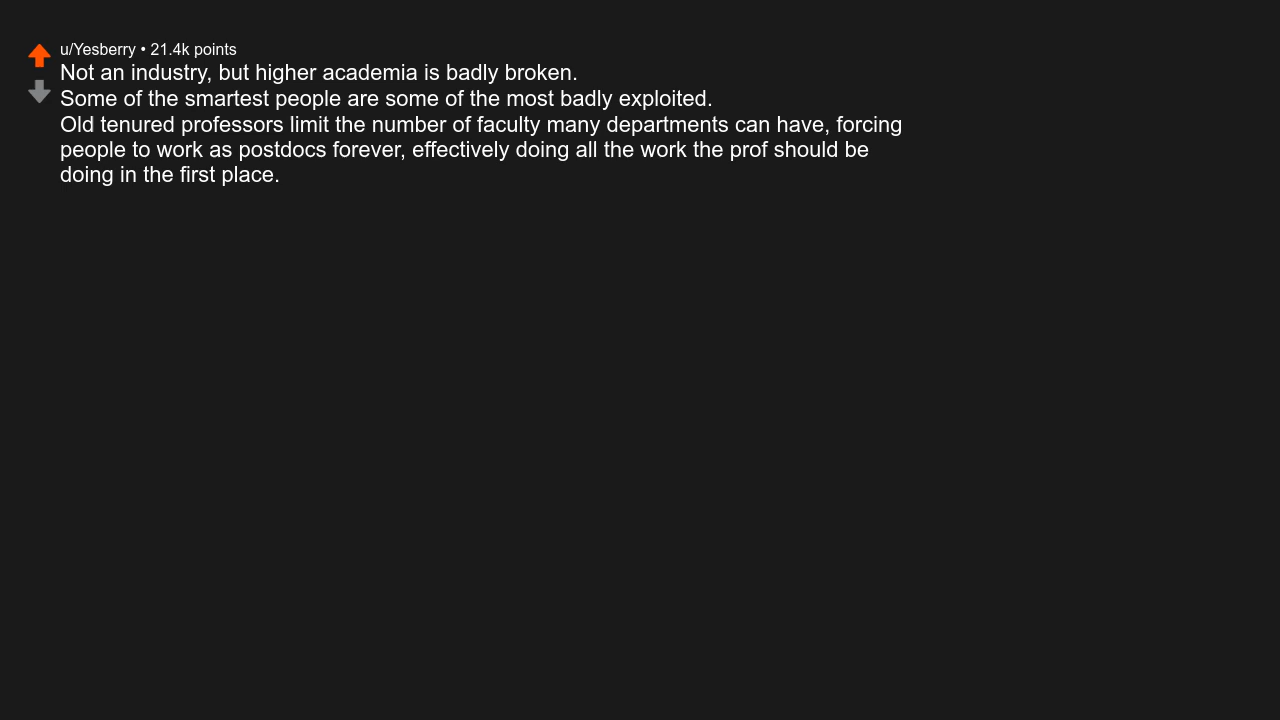 u/Yesberry • 21.4k points
Not an industry, but higher academia is badly broken.
Some of the smartest people are some of the most badly exploited.
Old tenured professors limit the number of faculty many departments can have, forcing
people to work as postdocs forever, effectively doing all the work the prof should be
doing in the first place.